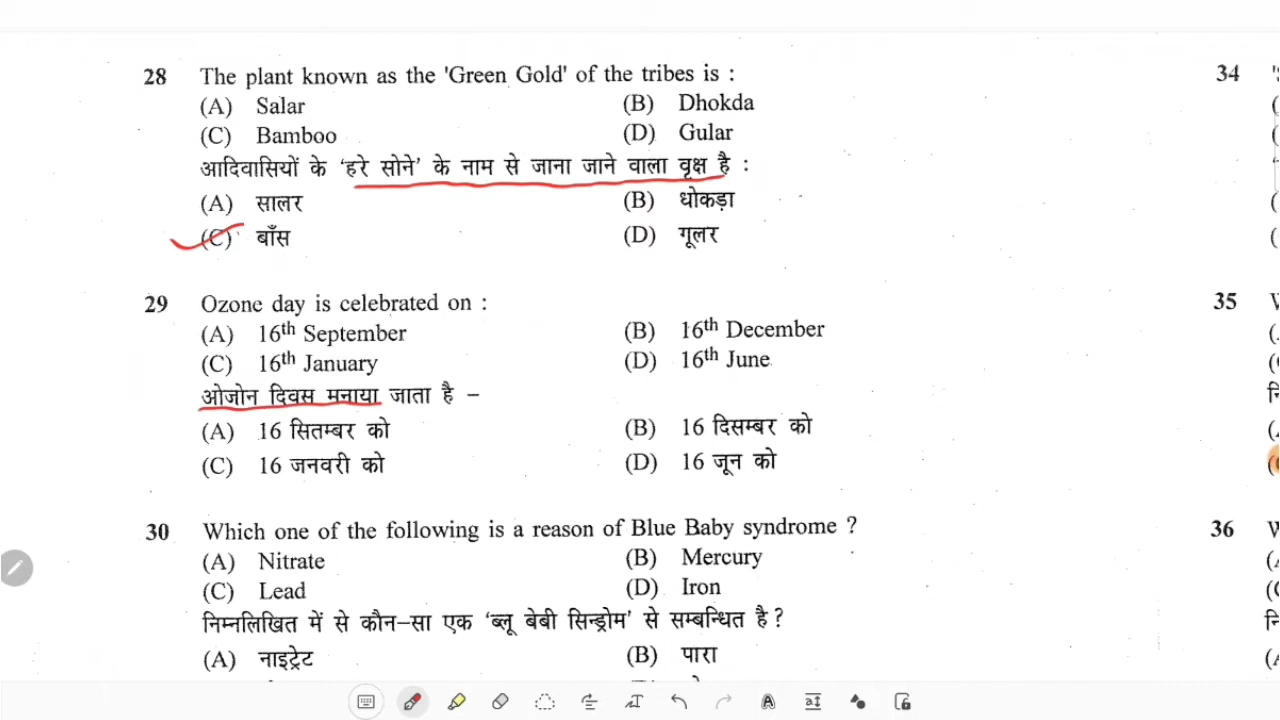 28 The plant known as the 'Green Gold' of the tribes is :
(A) Salar (B) Dhokda
(C) Bamboo (D) Gular
आदिवासियों के ‘हरे सोने’ के नाम से जाना जाने वाला वृक्ष है :
(A) सालर (B) धोकड़ा
(C) बाँस (D) गूलर
29 Ozone day is celebrated on :
(A) 16th September (B) 16th December
(C) 16th January (D) 16th June
ओजोन दिवस मनाया जाता है –
(A) 16 सितम्बर को (B) 16 दिसम्बर को
(C) 16 जनवरी को (D) 16 जून को
30 Which one of the following is a reason of Blue Baby syndrome ?
(A) Nitrate (B) Mercury
(C) Lead (D) Iron
निम्नलिखित में से कौन-सा एक ‘ब्लू बेबी सिन्ड्रोम’ से सम्बन्धित है ?
(A) नाइट्रेट (B) पारा
34
35
36